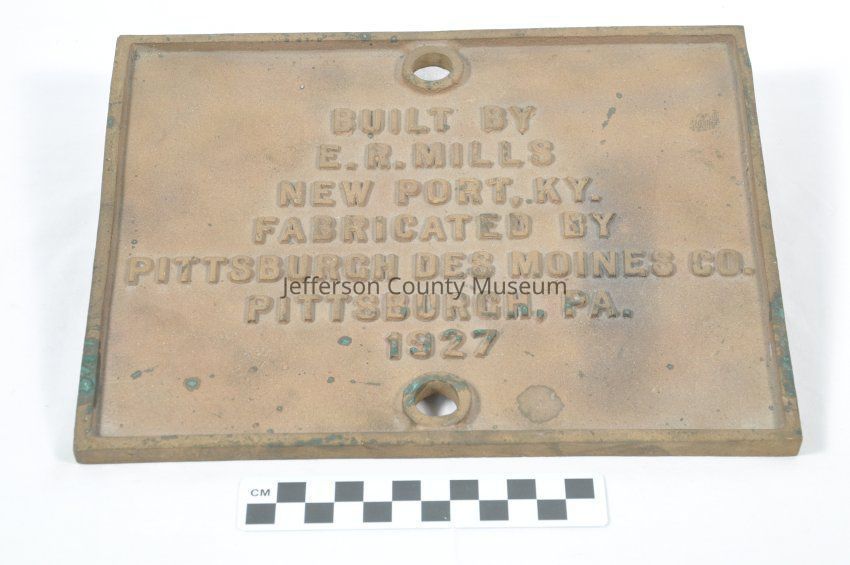 BUILT BY
E.R.MILLS
NEW PORT, KY.
FABRICATED BY
PITTSBURGH DES MOINES CO.
Jefferson County Museum
PITTSBURGH, PA.
1927
CM